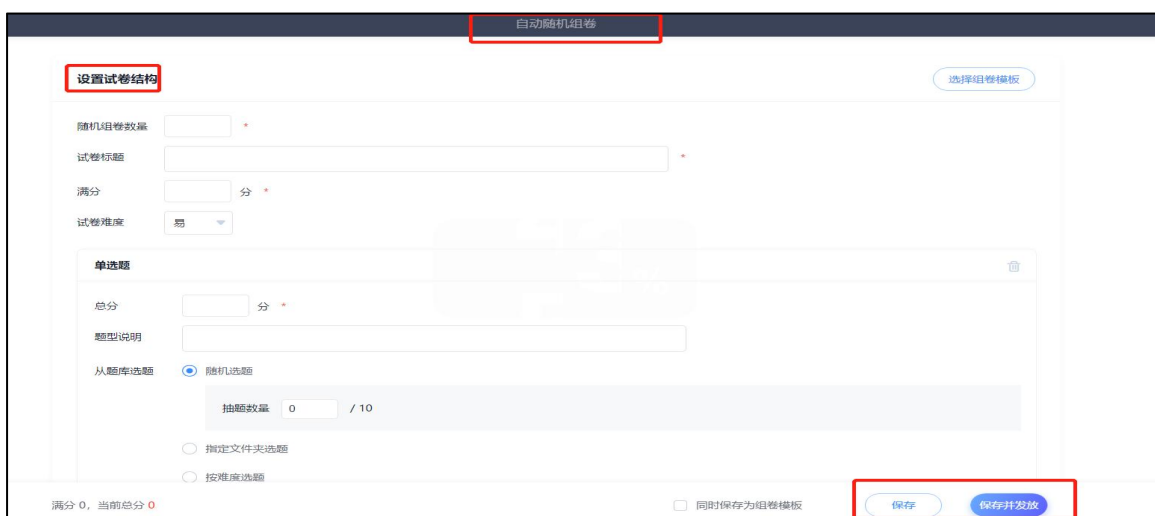 自动随机组卷
设置试卷结构
选择组卷模板
随机组卷数量 *
试卷标题 *
满分 分 *
试卷难度 易
单选题
总分 分 *
题型说明
从题库选题 随机选题
抽题数量 0 / 10
指定文件夹选题
按难度选题
满分 0，当前总分 0 同时保存为组卷模板 保存 保存并发放